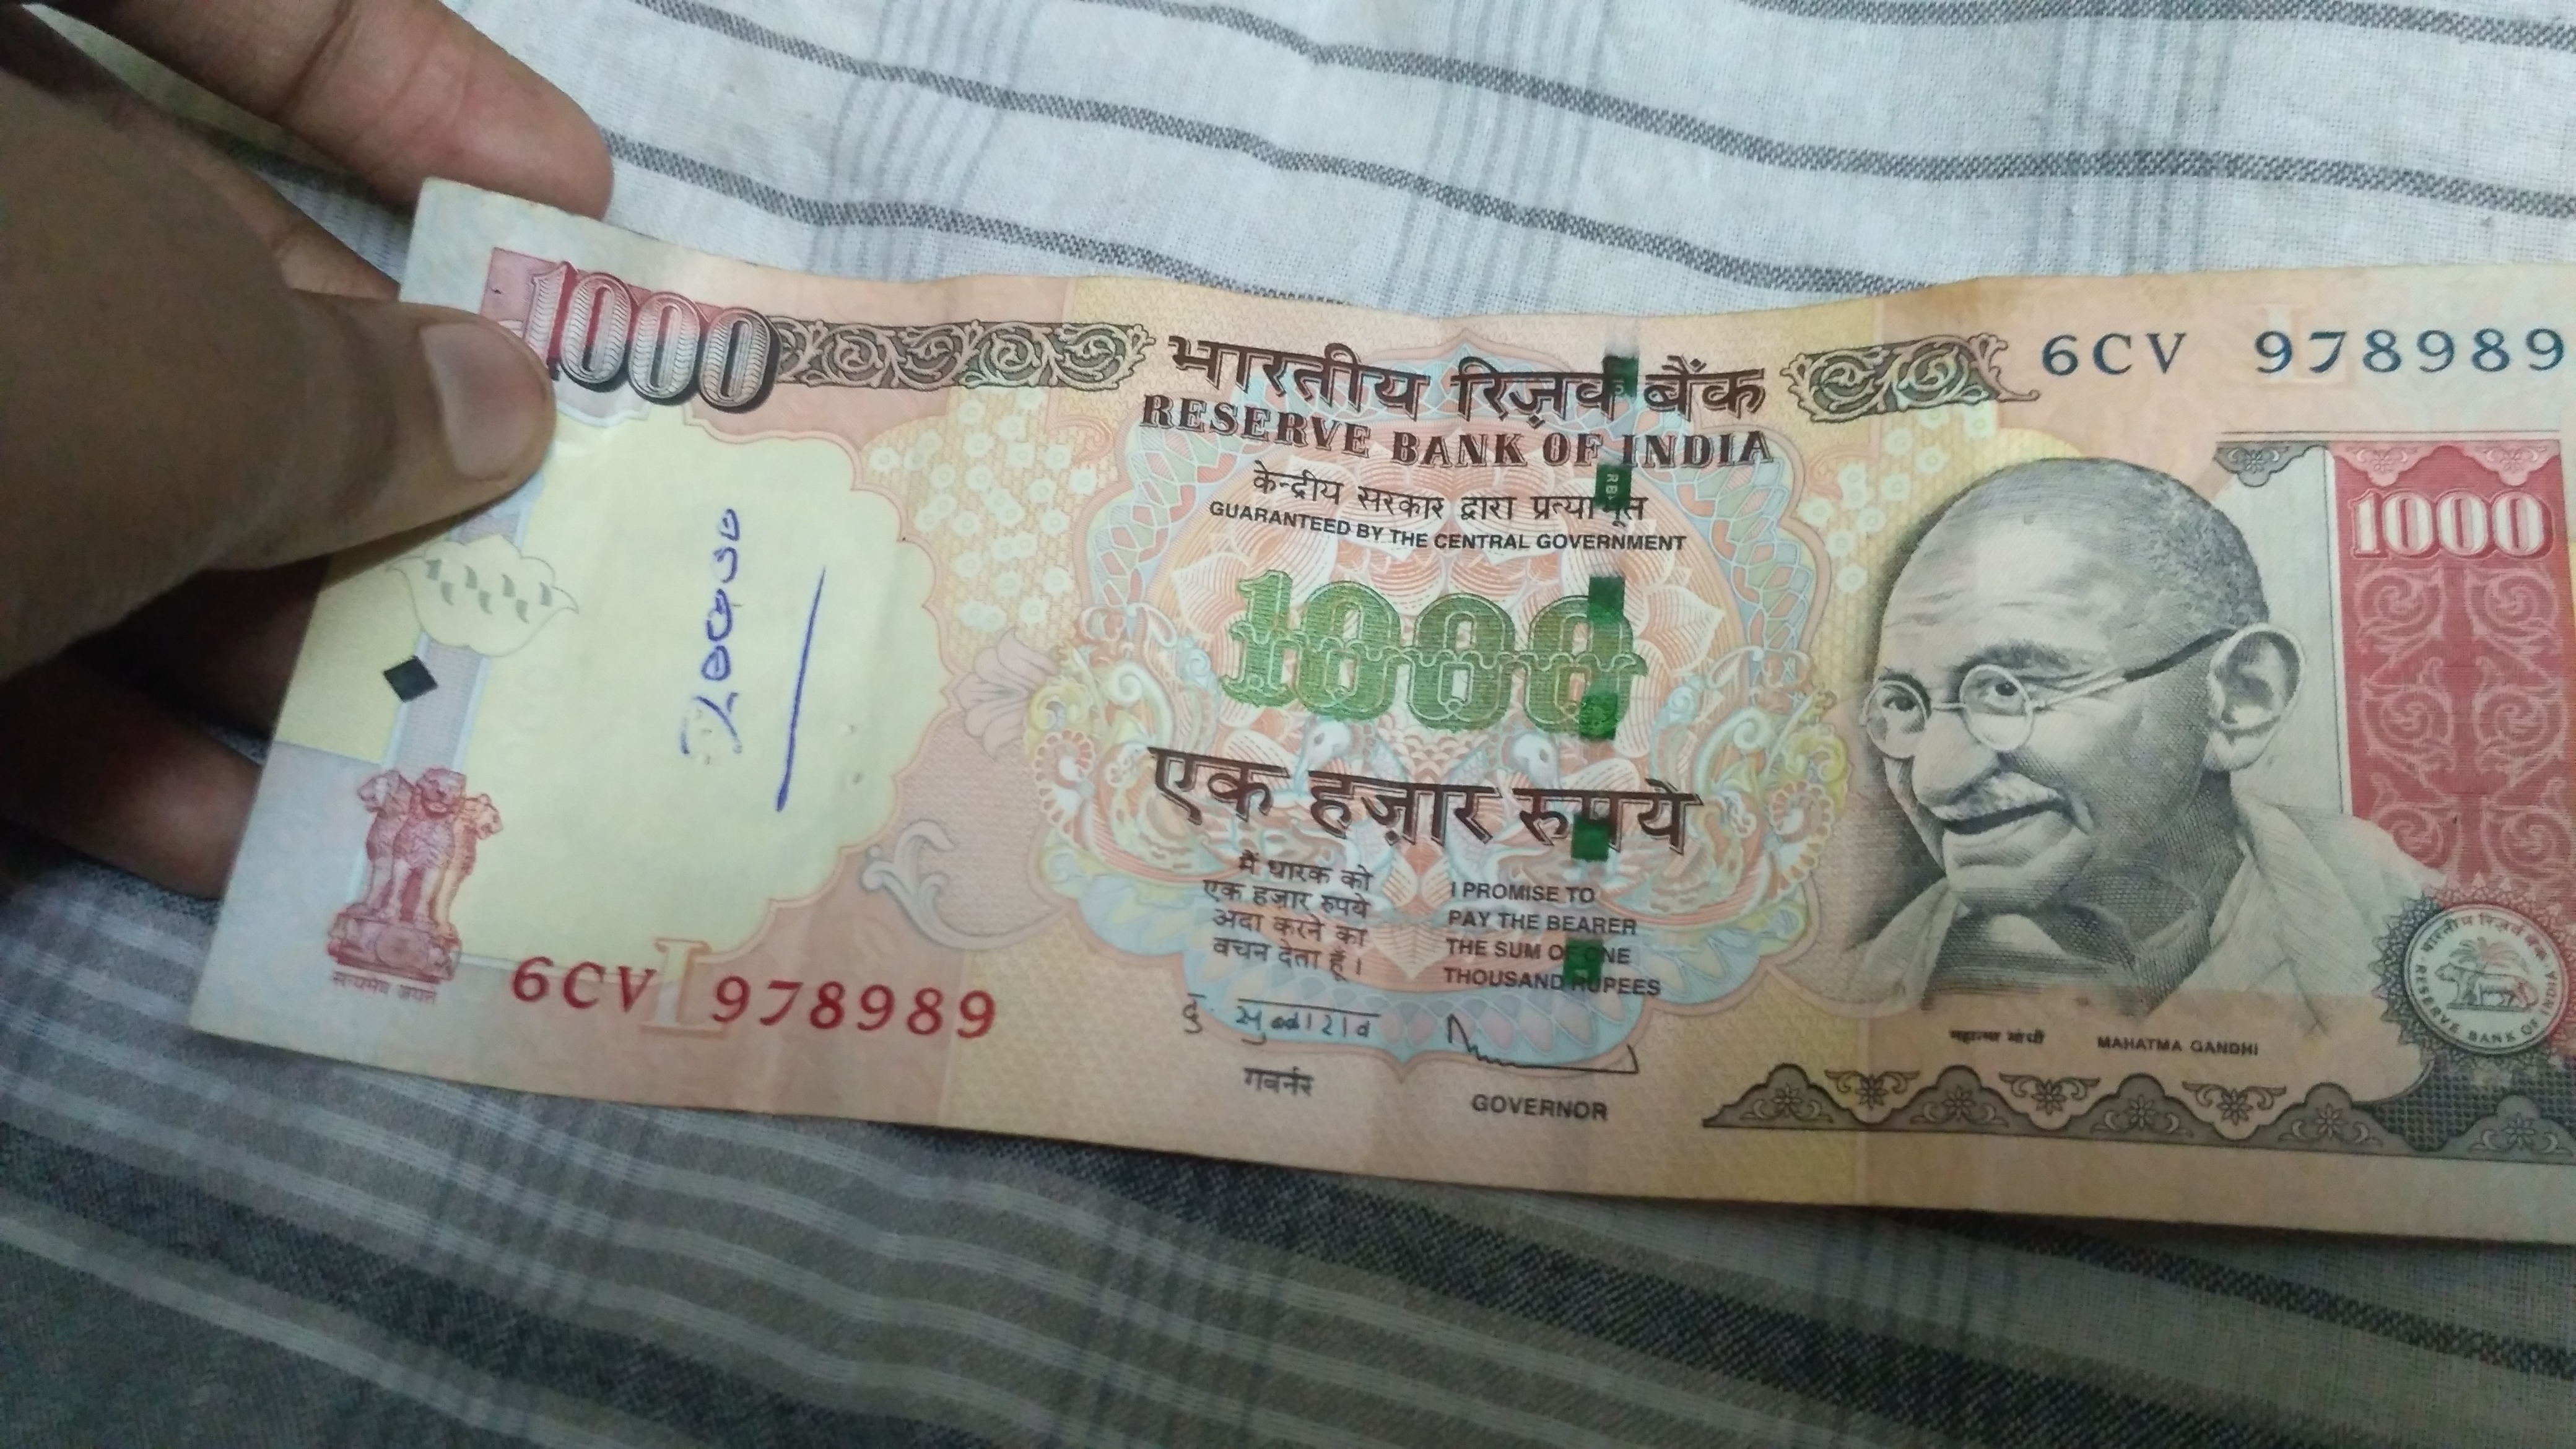 1000
भारतीय रिज़र्व बैंक
RESERVE BANK OF INDIA
6CV 978989
केन्द्रीय सरकार द्वारा प्रत्याभूत
GUARANTEED BY THE CENTRAL GOVERNMENT
1000
1000
एक हज़ार रुपये
मैं धारक को
एक हज़ार रुपये
अदा करने का
वचन देता हूँ।
I PROMISE TO
PAY THE BEARER
THE SUM OF ONE
THOUSAND RUPEES
सत्यमेव जयते
6CV L 978989
गवर्नर
GOVERNOR
महात्मा गांधी MAHATMA GANDHI
भारतीय रिज़र्व बैंक
RESERVE BANK OF INDIA